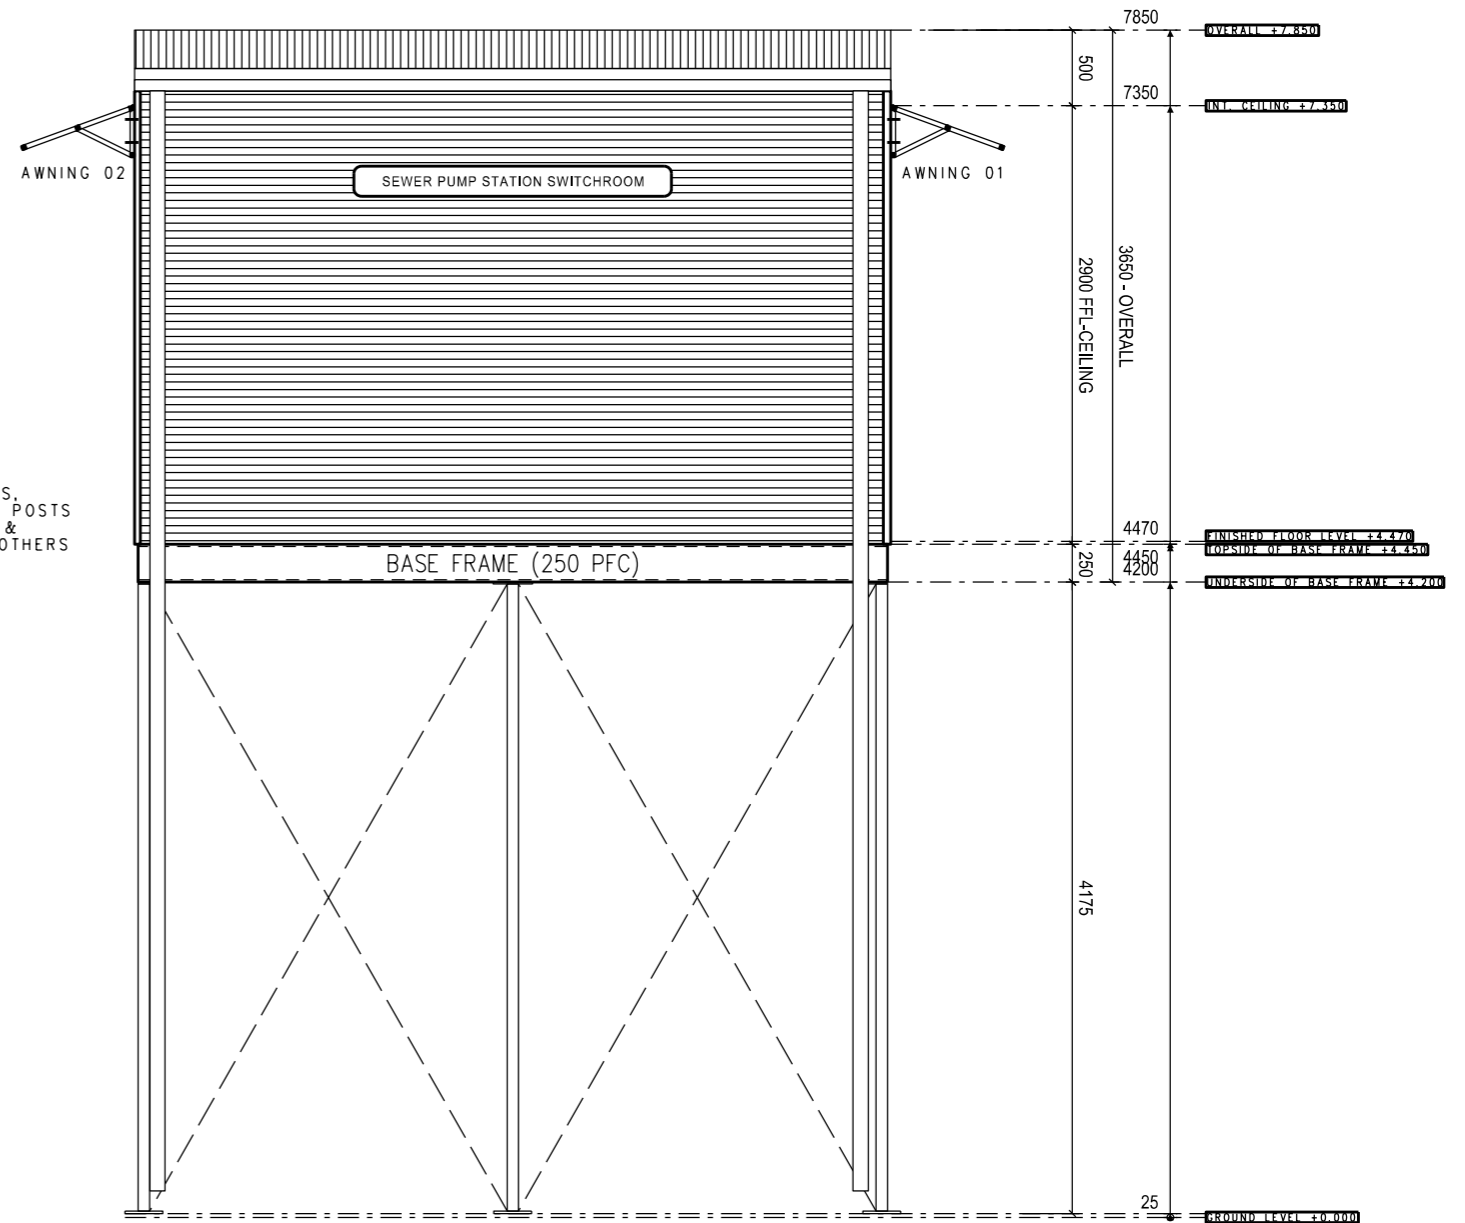 7850
OVERALL +7.850
500
7350
INT. CEILING +7.350
AWNING 02
SEWER PUMP STATION SWITCHROOM
AWNING 01
3650 - OVERALL
2900 FFL-CEILING
S,
POSTS
&
OTHERS
4470
FINISHED FLOOR LEVEL +4.470
TOPSIDE OF BASE FRAME +4.450
BASE FRAME (250 PFC)
250
4450
4200
UNDERSIDE OF BASE FRAME +4.200
4175
25
GROUND LEVEL +0.000